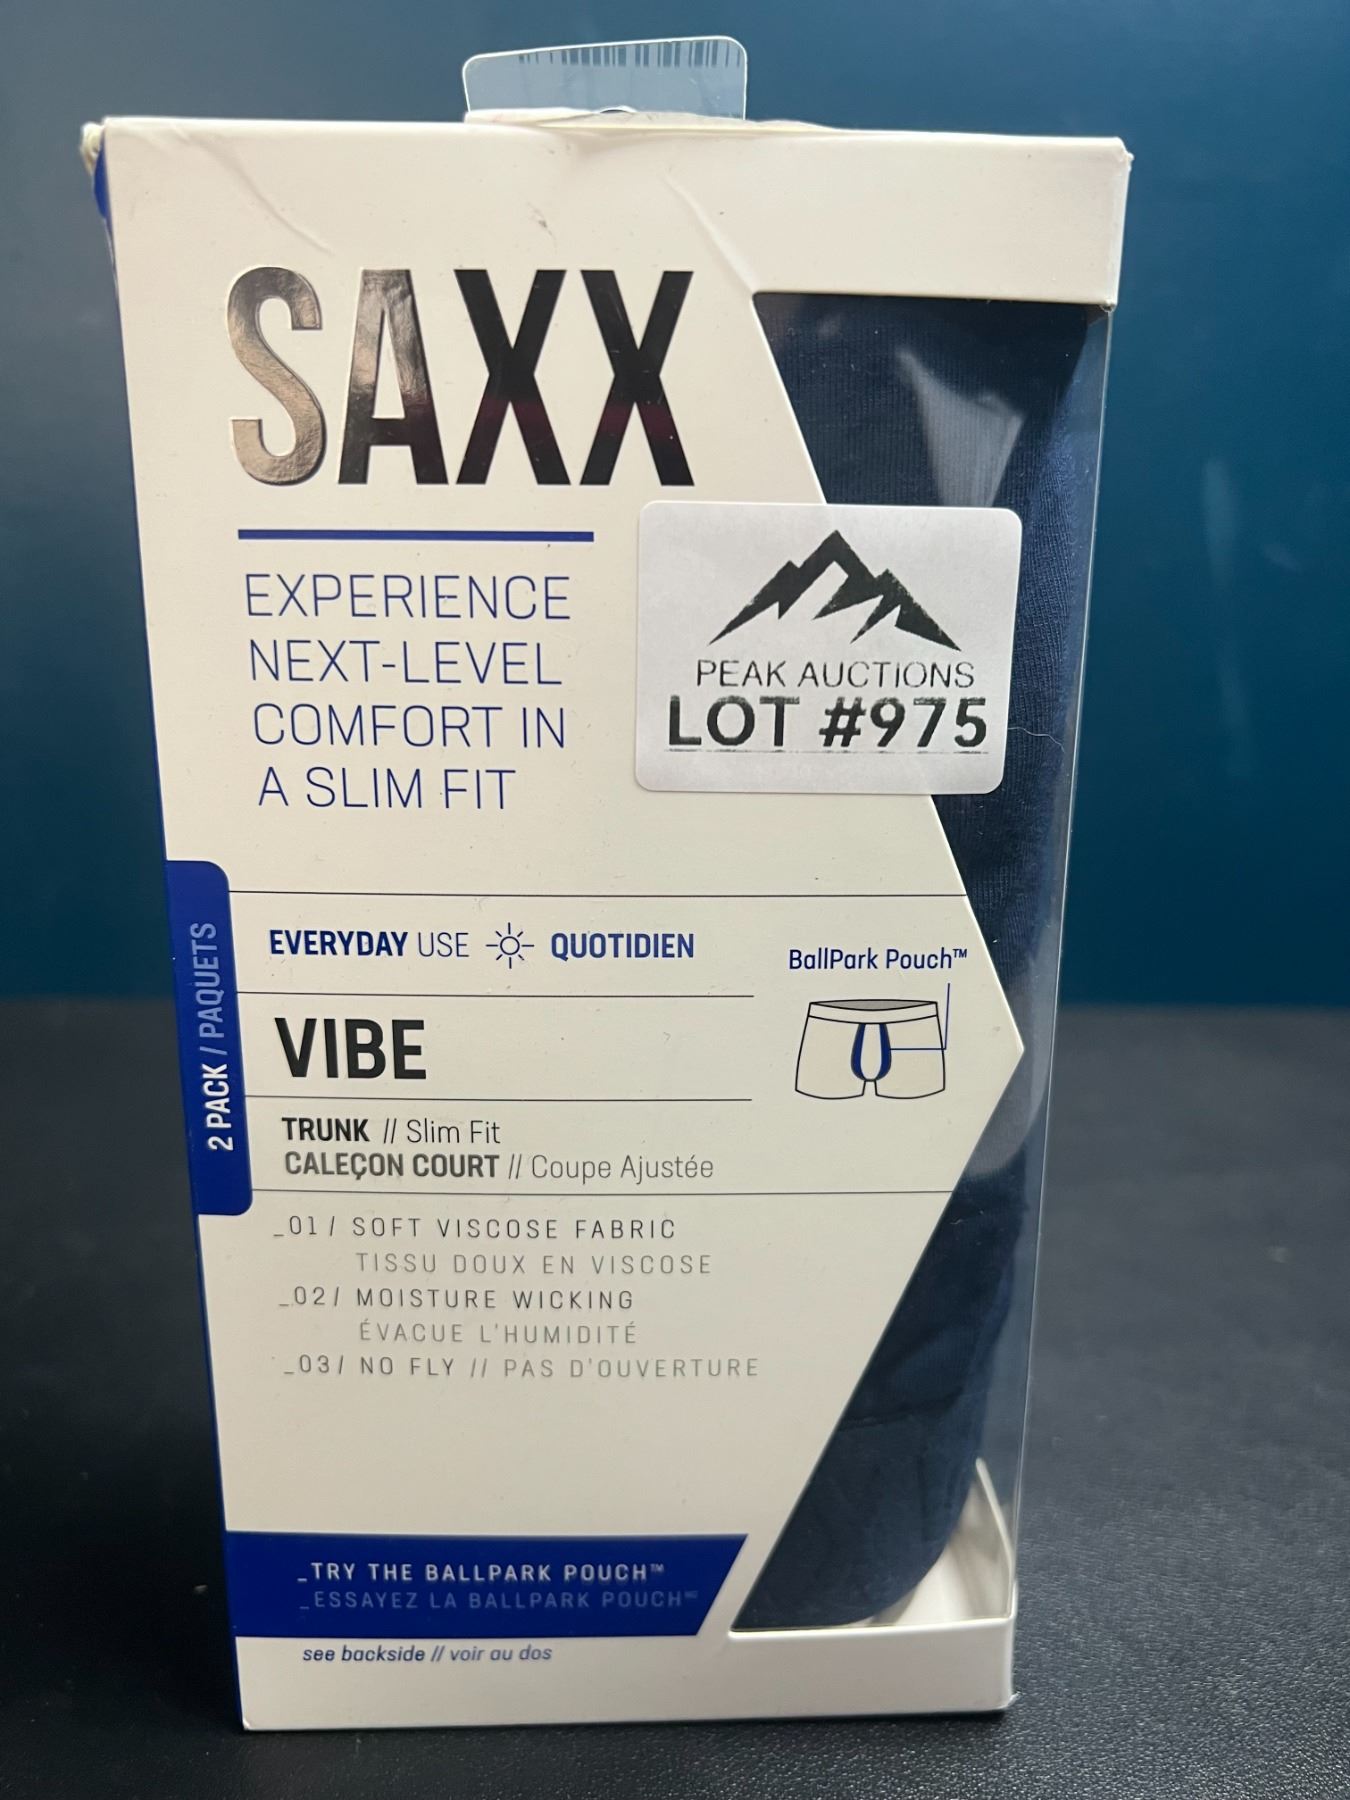 SAXX
EXPERIENCE
NEXT-LEVEL
COMFORT IN
A SLIM FIT
PEAK AUCTIONS
LOT #975
2 PACK / PAQUETS
EVERYDAY USE QUOTIDIEN
BallPark Pouch™
VIBE
TRUNK // Slim Fit
CALEÇON COURT // Coupe Ajustée
_01/ SOFT VISCOSE FABRIC
TISSU DOUX EN VISCOSE
_02/ MOISTURE WICKING
ÉVACUE L'HUMIDITÉ
_03/ NO FLY // PAS D'OUVERTURE
_TRY THE BALLPARK POUCH™
_ESSAYEZ LA BALLPARK POUCH🅪
see backside // voir au dos